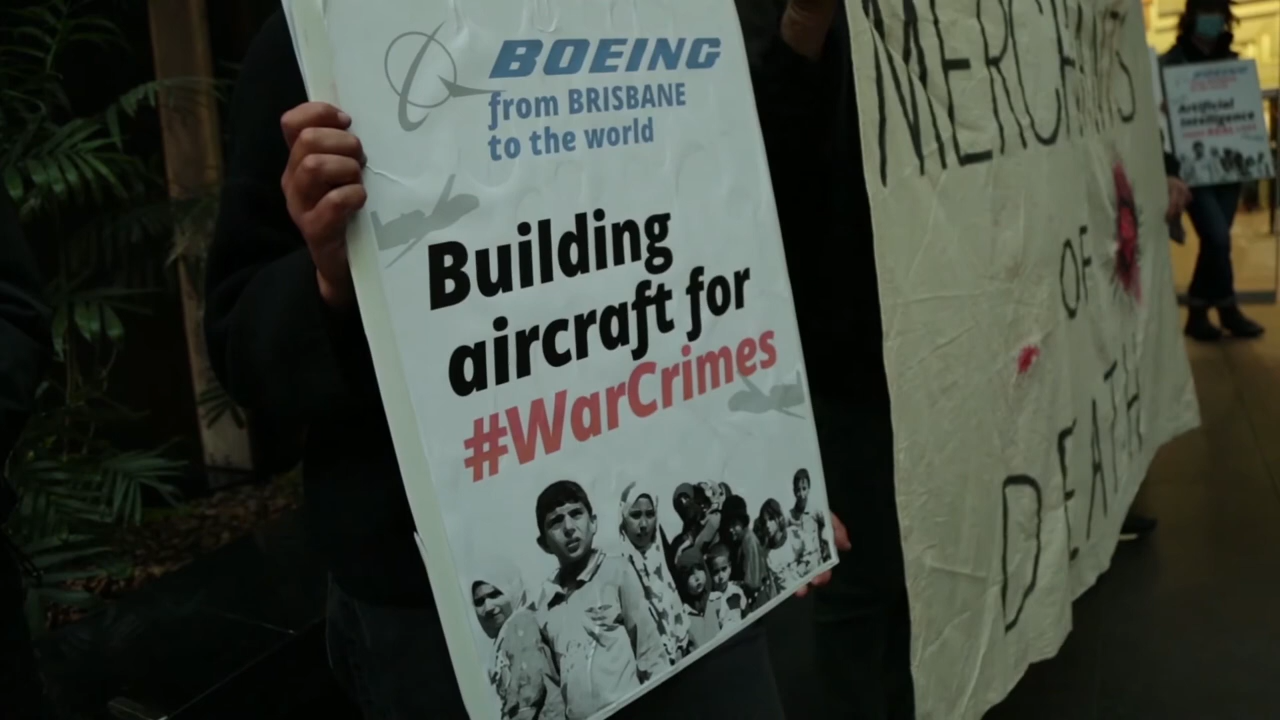 BOEING
from BRISBANE
to the world
Building
aircraft for
#WarCrimes
MERCHANTS
OF
DEATH
Artificial
Intelligence